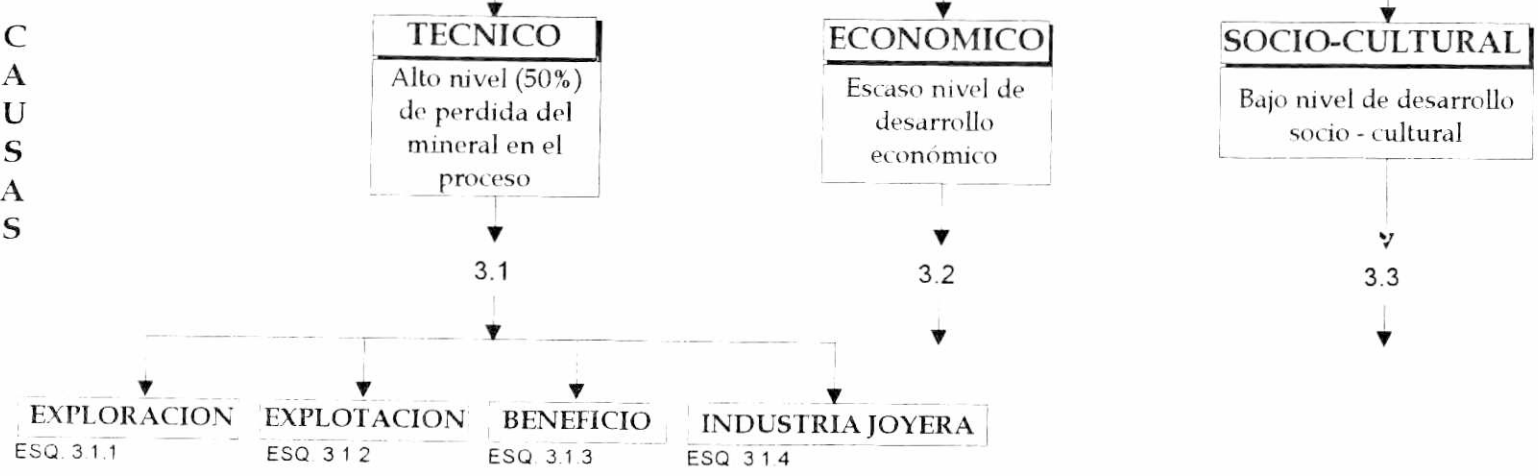 C
A
U
S
A
S
TECNICO
Alto nivel (50%)
de perdida del
mineral en el
proceso
3.1
ECONOMICO
Escaso nivel de
desarrollo
económico
3.2
SOCIO-CULTURAL
Bajo nivel de desarrollo
socio - cultural
3.3
EXPLORACION
ESQ. 3.1.1
EXPLOTACION
ESQ. 3 1 2
BENEFICIO
ESQ. 3.1.3
INDUSTRIA JOYERA
ESQ 3 1.4